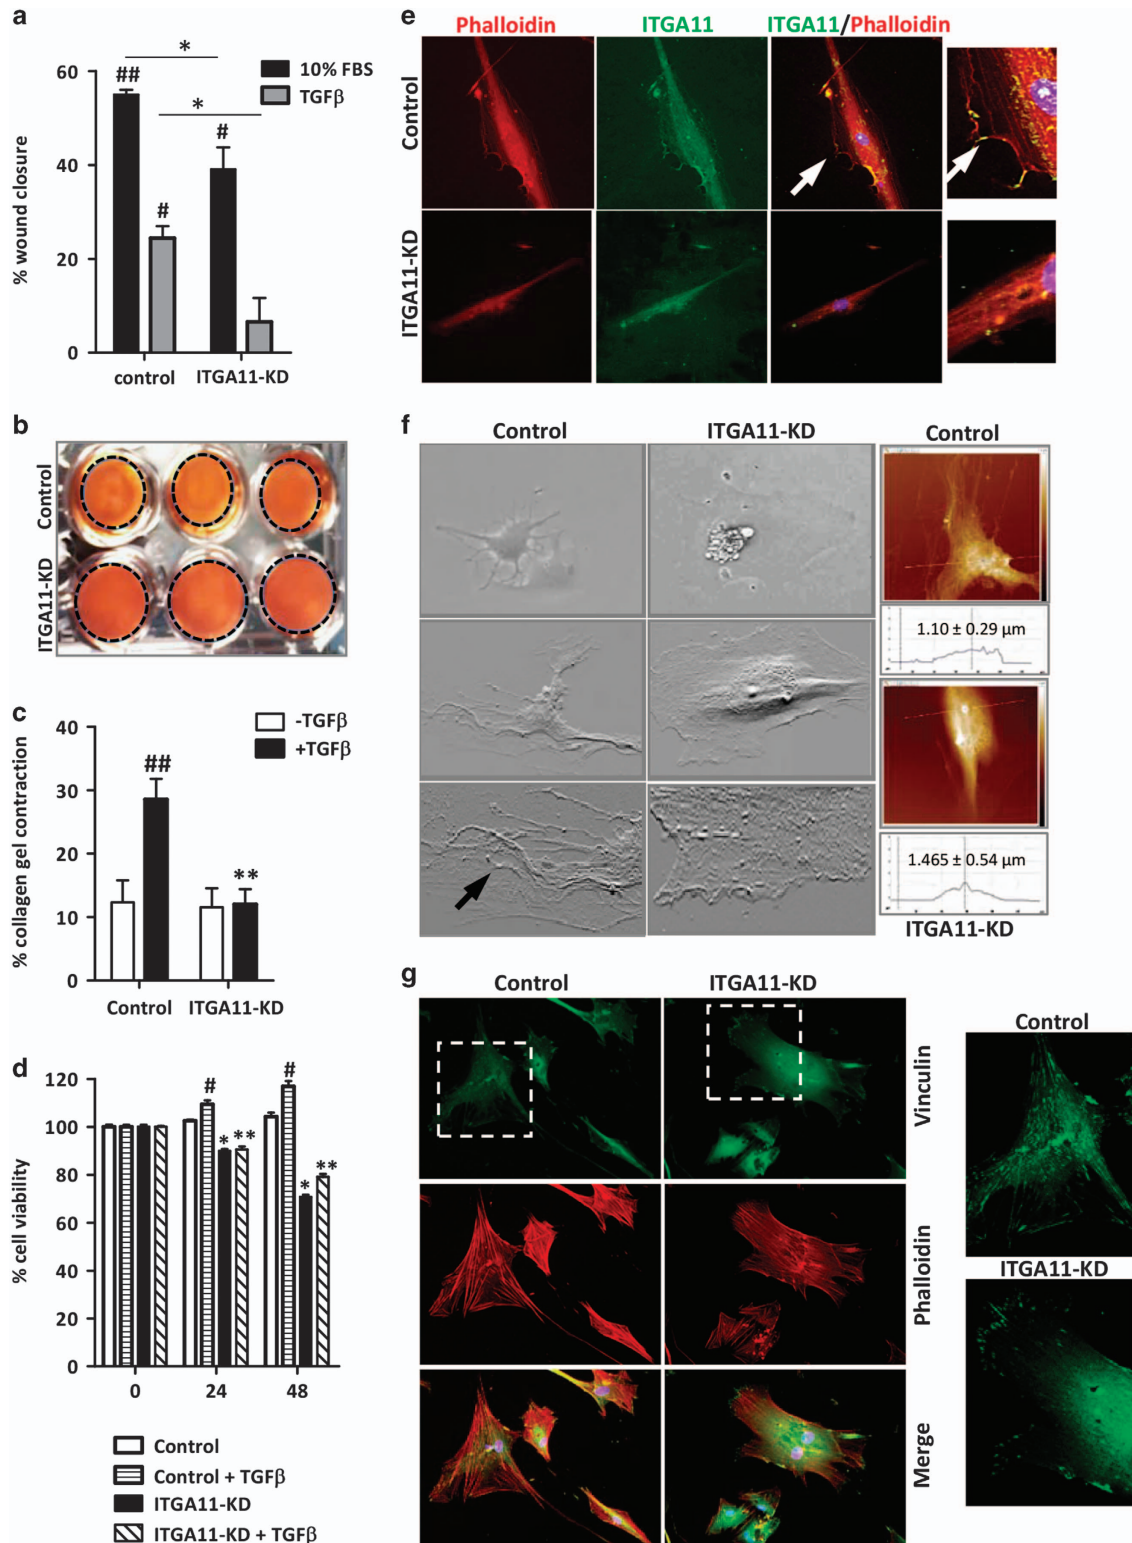 a
##
*
10% FBS
TGFβ
*
#
#
% wound closure
60
40
20
0
control
ITGA11-KD
b
Control
ITGA11-KD
c
% collagen gel contraction
40
30
20
10
0
-TGFβ
+TGFβ
##
**
Control
ITGA11-KD
d
% cell viability
120
100
80
60
40
20
0
#
* **
#
*
**
0
24
48
Control
Control + TGFβ
ITGA11-KD
ITGA11-KD + TGFβ
e
Phalloidin
ITGA11
ITGA11/Phalloidin
Control
ITGA11-KD
f
Control
ITGA11-KD
Control
1.10 ± 0.29 µm
1.465 ± 0.54 µm
ITGA11-KD
g
Control
ITGA11-KD
Vinculin
Phalloidin
Merge
Control
ITGA11-KD